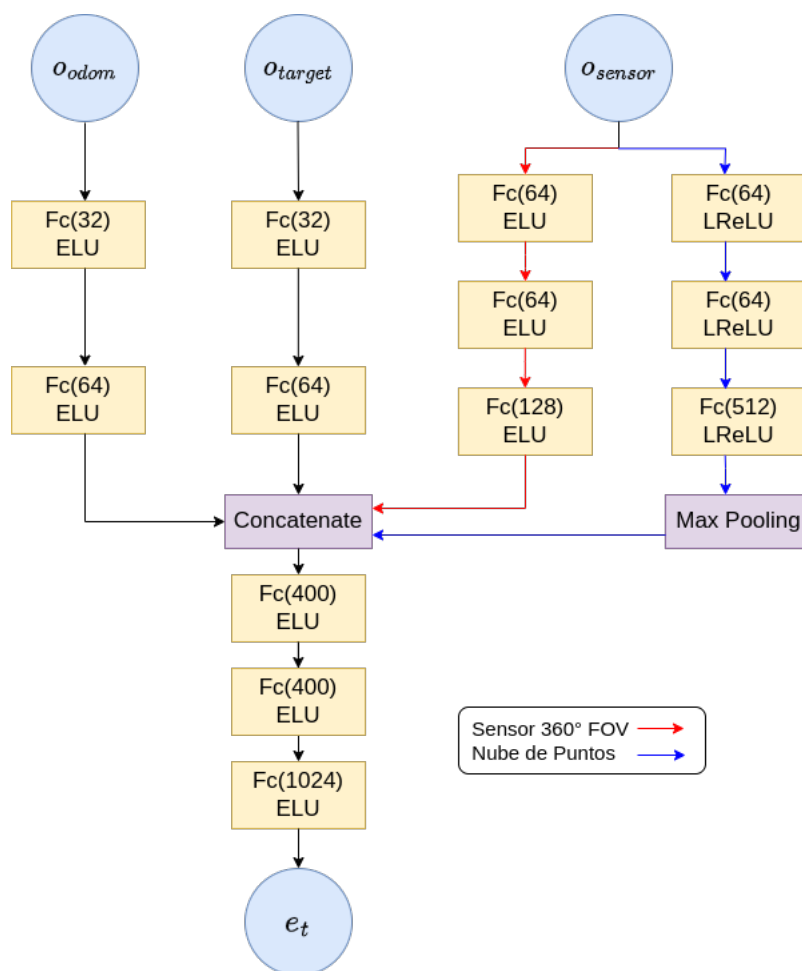 o_odom
o_target
o_sensor
Fc(32)
ELU
Fc(32)
ELU
Fc(64)
ELU
Fc(64)
LReLU
Fc(64)
ELU
Fc(64)
LReLU
Fc(64)
ELU
Fc(64)
ELU
Fc(128)
ELU
Fc(512)
LReLU
Concatenate
Max Pooling
Fc(400)
ELU
Fc(400)
ELU
Fc(1024)
ELU
Sensor 360° FOV
Nube de Puntos
e_t